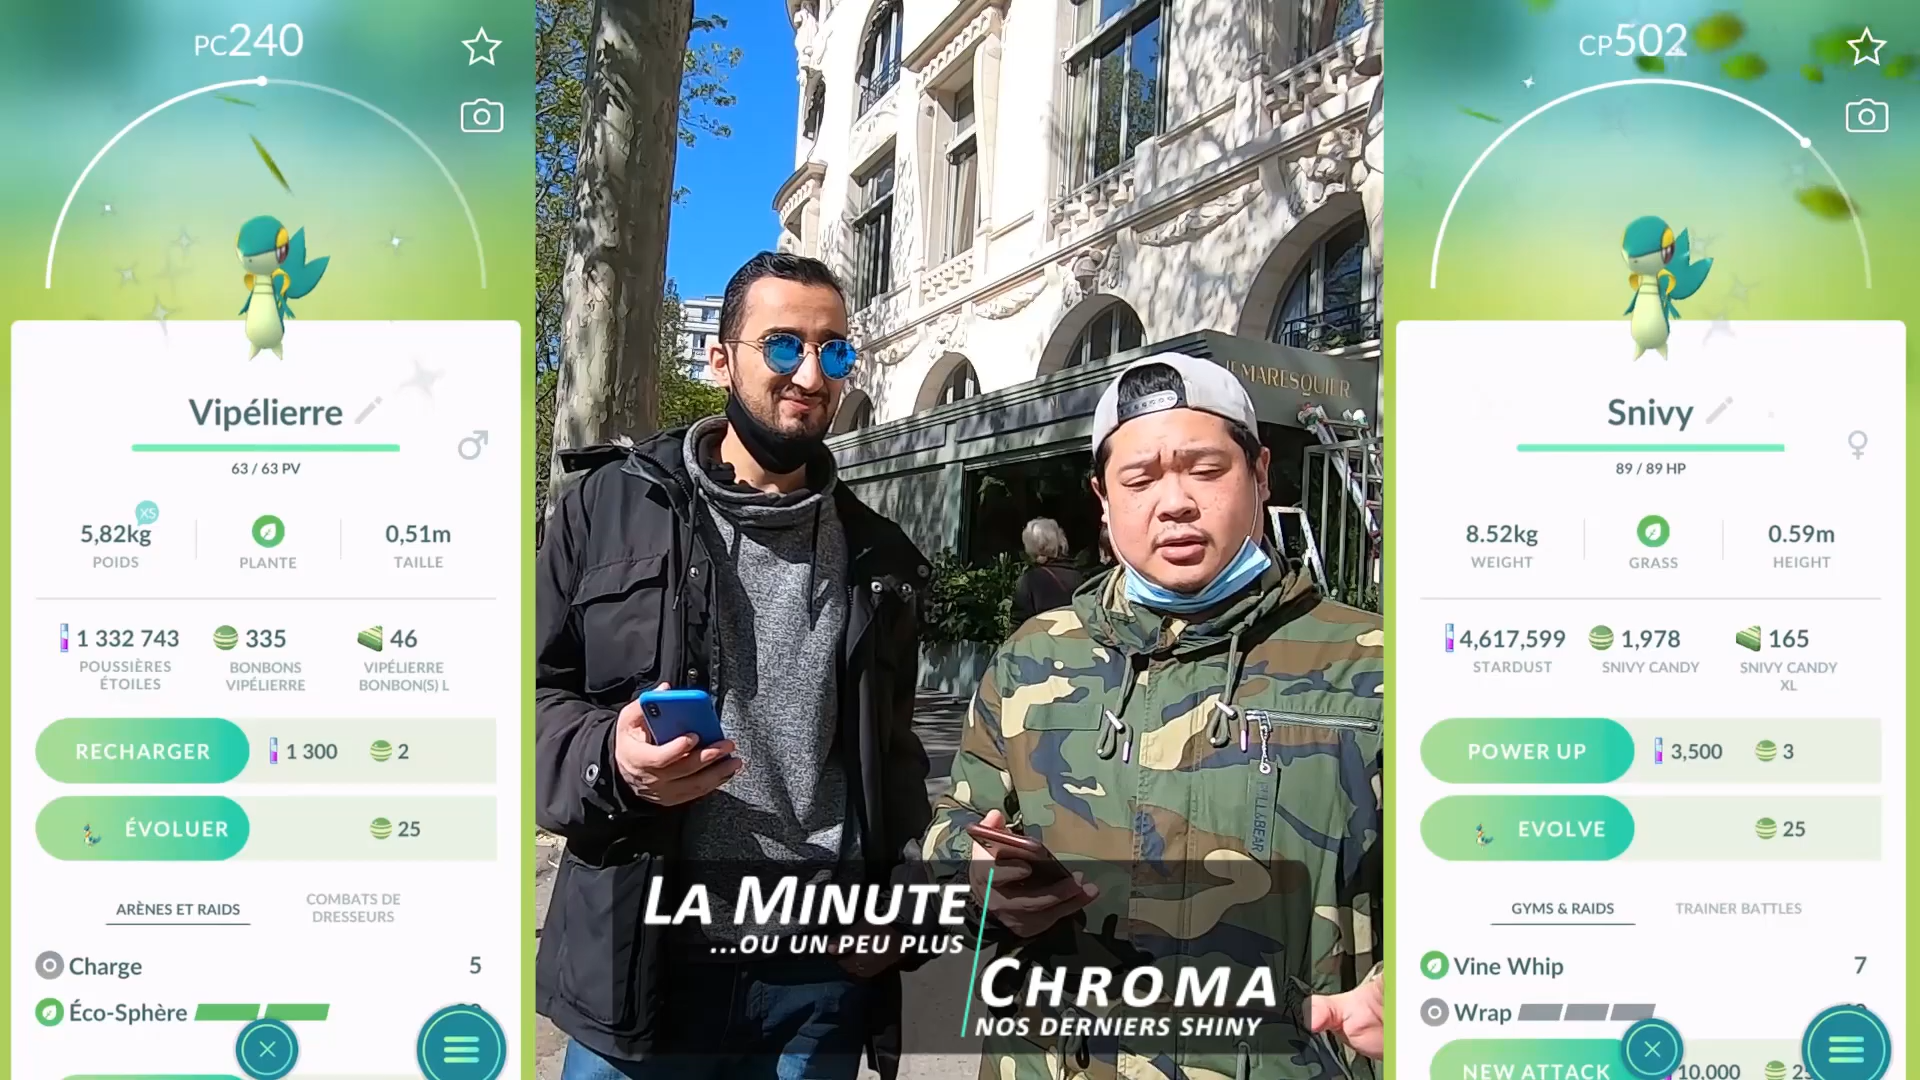 PC240
Vipélierre
63 / 63 PV
XS
5,82kg
POIDS
PLANTE
0,51m
TAILLE
1 332 743
POUSSIÈRES
ÉTOILES
335
BONBONS
VIPÉLIERRE
46
VIPÉLIERRE
BONBON(S) L
RECHARGER
1 300
2
ÉVOLUER
25
ARÈNES ET RAIDS
COMBATS DE
DRESSEURS
Charge
5
Éco-Sphère
LEMARESQUIER
PULL&BEAR
LA MINUTE
...OU UN PEU PLUS
CHROMA
NOS DERNIERS SHINY
CP502
Snivy
89 / 89 HP
8.52kg
WEIGHT
GRASS
0.59m
HEIGHT
4,617,599
STARDUST
1,978
SNIVY CANDY
165
SNIVY CANDY
XL
POWER UP
3,500
3
EVOLVE
25
GYMS & RAIDS
TRAINER BATTLES
Vine Whip
7
Wrap
NEW ATTACK
10,000